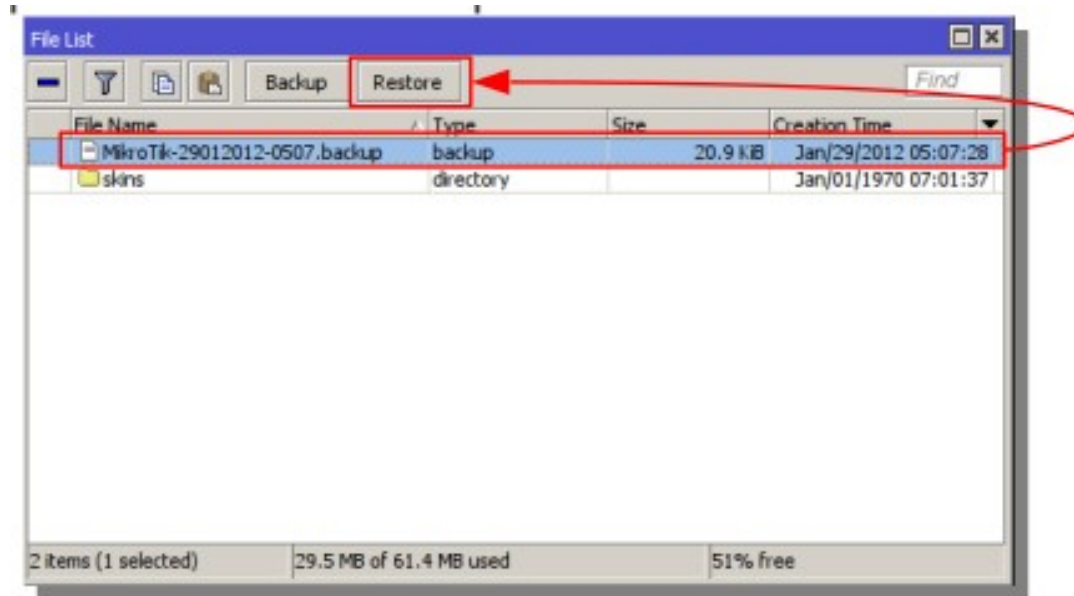 File List
Backup Restore Find
File Name Type Size Creation Time
MikroTik-29012012-0507.backup backup 20.9 KiB Jan/29/2012 05:07:28
skins directory Jan/01/1970 07:01:37
2 items (1 selected) 29.5 MB of 61.4 MB used 51% free